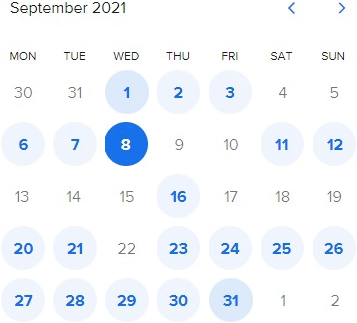 September 2021
MON TUE WED THU FRI SAT SUN
30 31 1 2 3 4 5
6 7 8 9 10 11 12
13 14 15 16 17 18 19
20 21 22 23 24 25 26
27 28 29 30 31 1 2